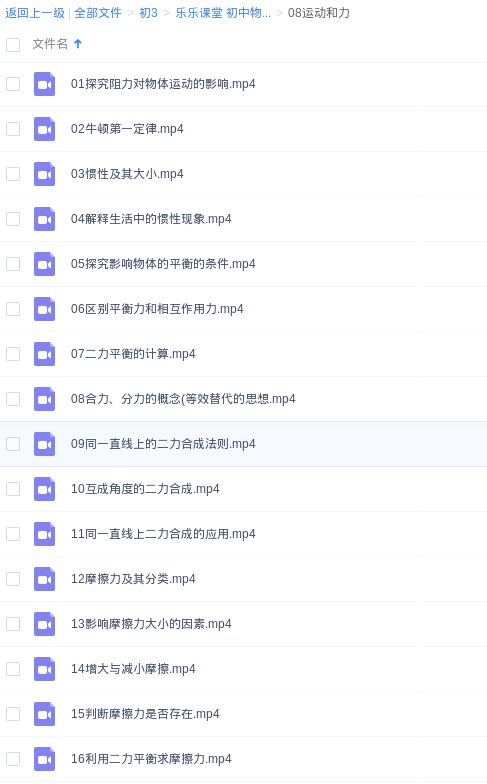 返回上一级 | 全部文件 > 初3 > 乐乐课堂 初中物... > 08运动和力
文件名
01探究阻力对物体运动的影响.mp4
02牛顿第一定律.mp4
03惯性及其大小.mp4
04解释生活中的惯性现象.mp4
05探究影响物体的平衡的条件.mp4
06区别平衡力和相互作用力.mp4
07二力平衡的计算.mp4
08合力、分力的概念(等效替代的思想.mp4
09同一直线上的二力合成法则.mp4
10互成角度的二力合成.mp4
11同一直线上二力合成的应用.mp4
12摩擦力及其分类.mp4
13影响摩擦力大小的因素.mp4
14增大与减小摩擦.mp4
15判断摩擦力是否存在.mp4
16利用二力平衡求摩擦力.mp4